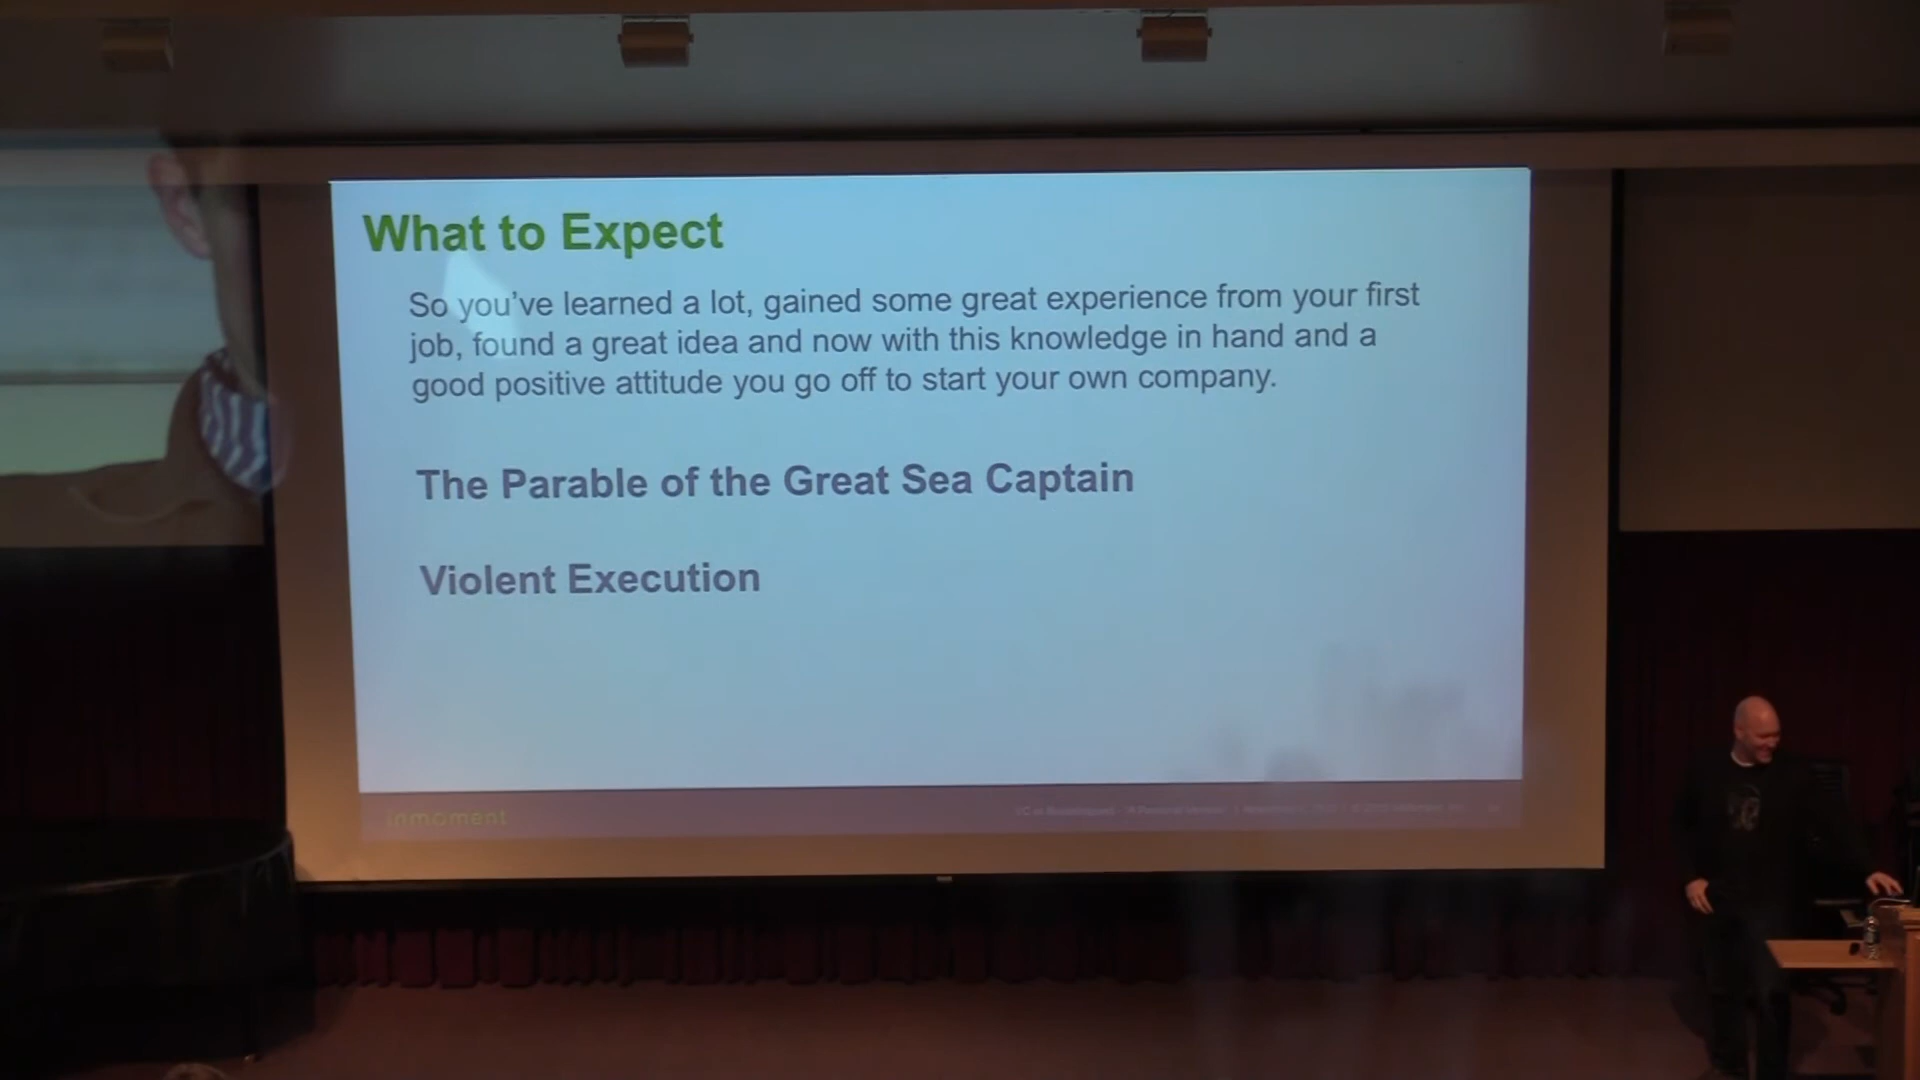 What to Expect
So you've learned a lot, gained some great experience from your first
job, found a great idea and now with this knowledge in hand and a
good positive attitude you go off to start your own company.
The Parable of the Great Sea Captain
Violent Execution
inmoment